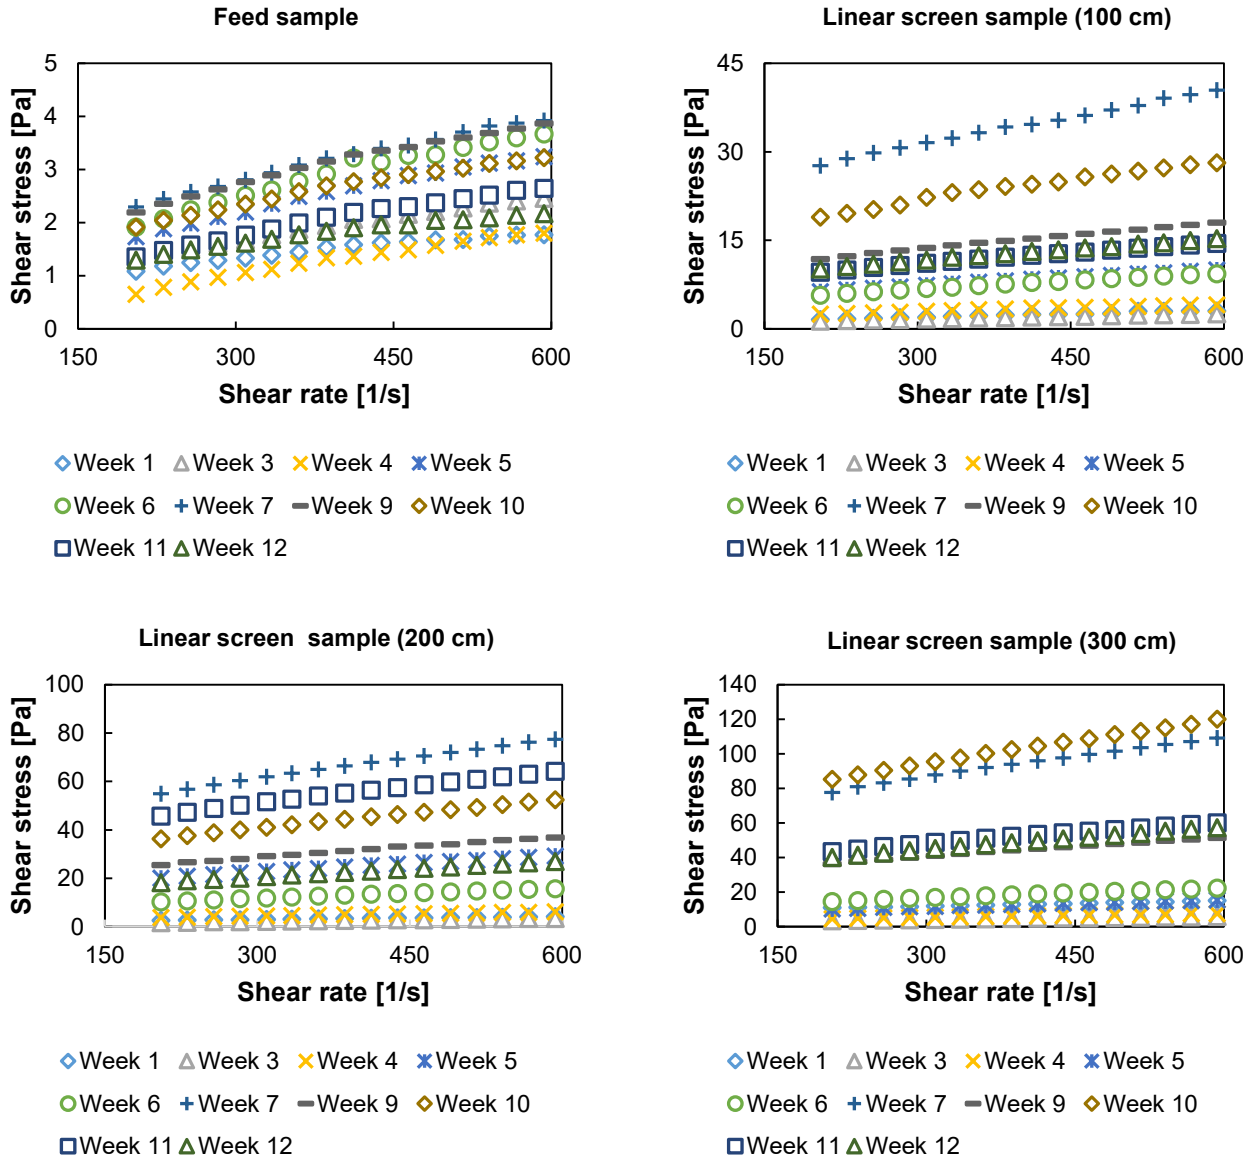 Feed sample
Shear stress [Pa]
5
4
3
2
1
0
150 300 450 600
Shear rate [1/s]
Week 1 Week 3 Week 4 Week 5
Week 6 Week 7 Week 9 Week 10
Week 11 Week 12
Linear screen sample (100 cm)
Shear stress [Pa]
45
30
15
0
150 300 450 600
Shear rate [1/s]
Week 1 Week 3 Week 4 Week 5
Week 6 Week 7 Week 9 Week 10
Week 11 Week 12
Linear screen sample (200 cm)
Shear stress [Pa]
100
80
60
40
20
0
150 300 450 600
Shear rate [1/s]
Week 1 Week 3 Week 4 Week 5
Week 6 Week 7 Week 9 Week 10
Week 11 Week 12
Linear screen sample (300 cm)
Shear stress [Pa]
140
120
100
80
60
40
20
0
150 300 450 600
Shear rate [1/s]
Week 1 Week 3 Week 4 Week 5
Week 6 Week 7 Week 9 Week 10
Week 11 Week 12